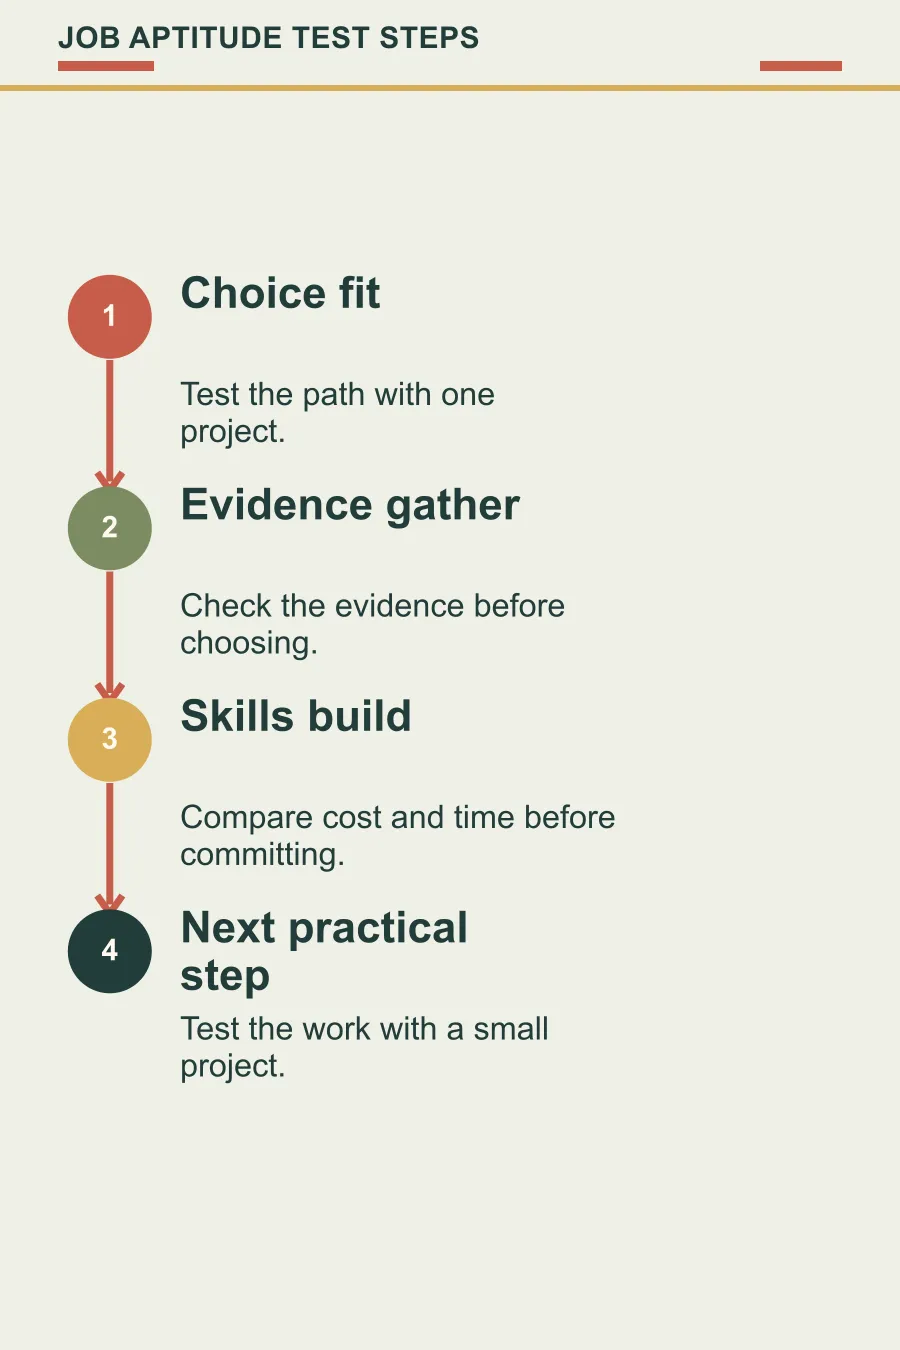 JOB APTITUDE TEST STEPS
1
Choice fit
Test the path with one
project.
2
Evidence gather
Check the evidence before
choosing.
3
Skills build
Compare cost and time before
committing.
4
Next practical
step
Test the work with a small
project.